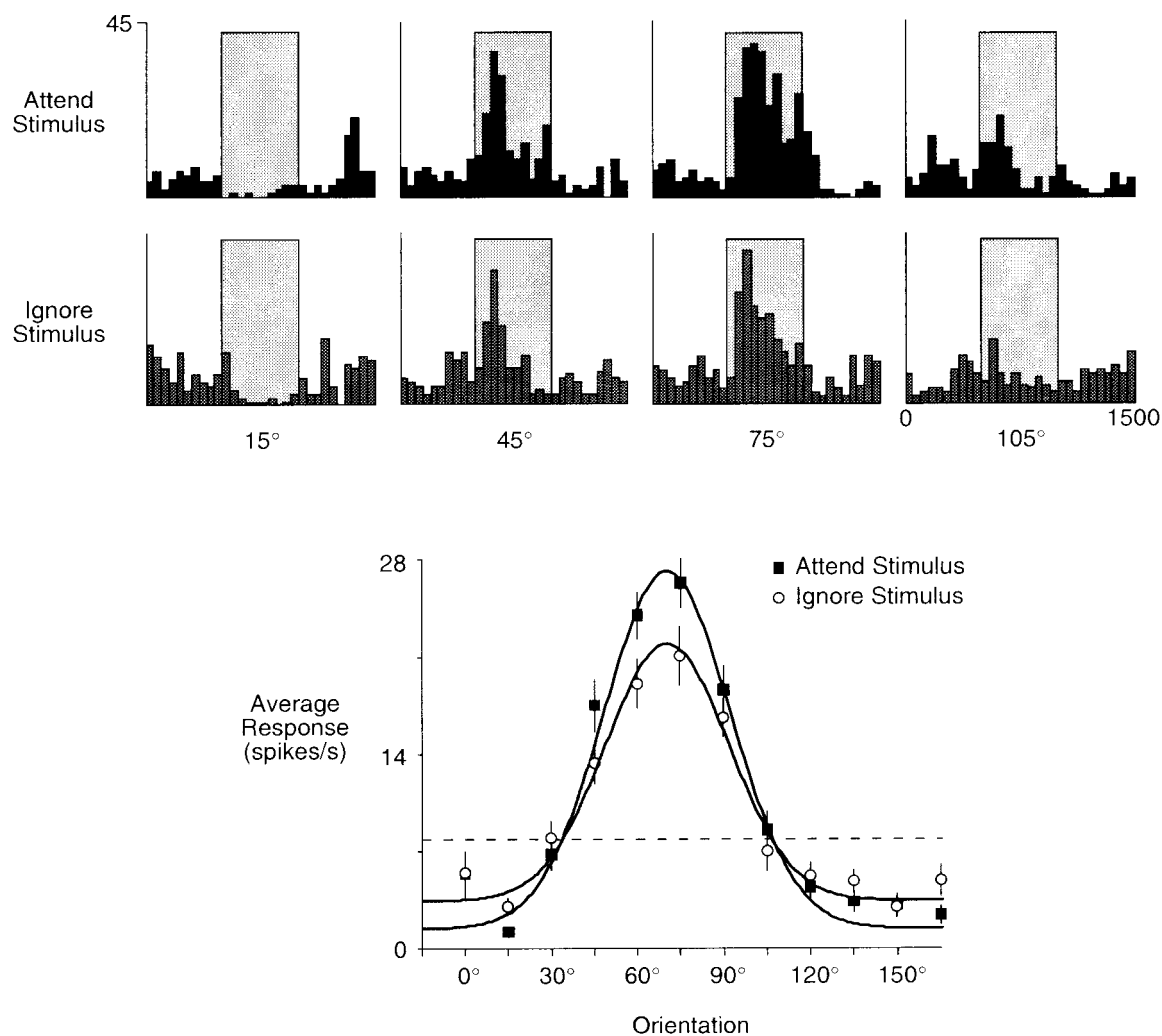 45
Attend
Stimulus
Ignore
Stimulus
0
1500
15°
45°
75°
105°
28
■ Attend Stimulus
○ Ignore Stimulus
Average
Response
(spikes/s)
14
0
0°
30°
60°
90°
120°
150°
Orientation